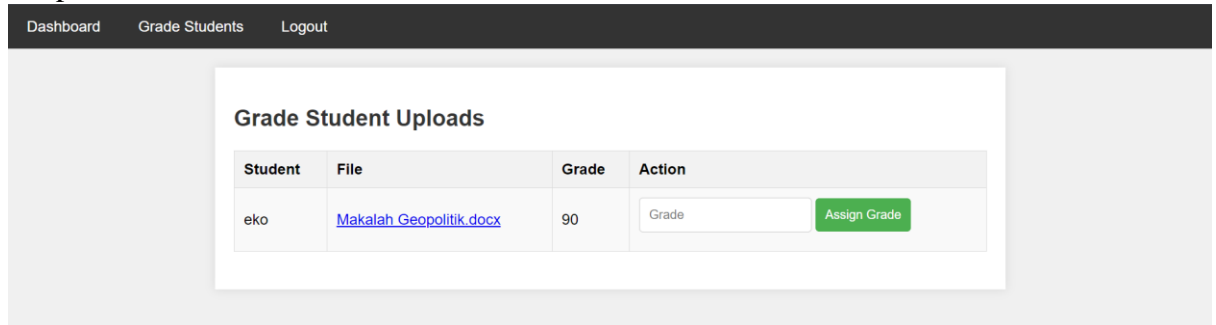 Dashboard Grade Students Logout
Grade Student Uploads
Student File Grade Action
eko Makalah Geopolitik.docx 90 Grade Assign Grade